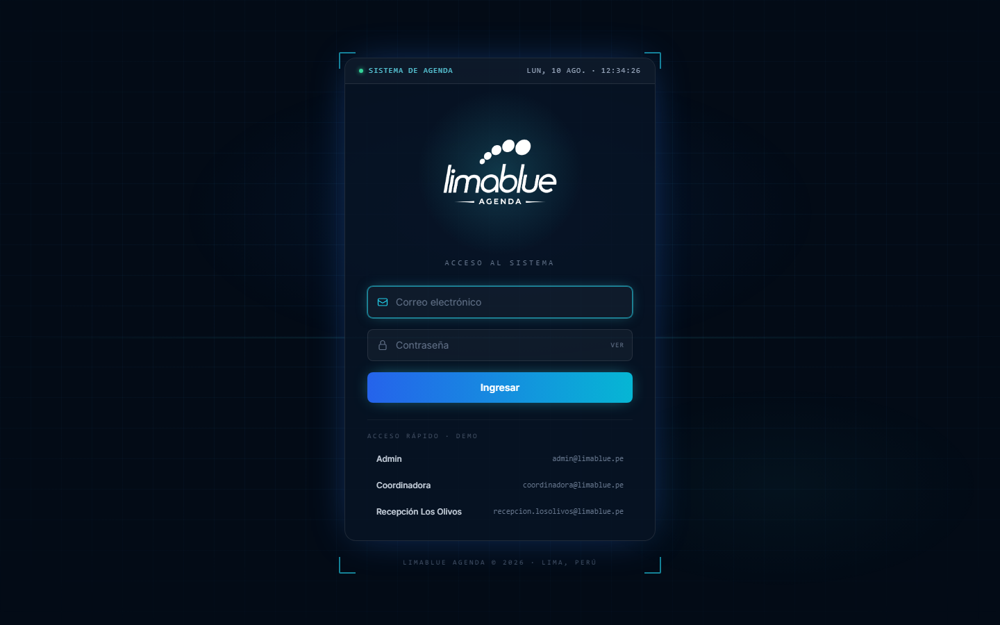 SISTEMA DE AGENDA
LUN, 10 AGO. · 12:34:26
limablue
AGENDA
ACCESO AL SISTEMA
Correo electrónico
Contraseña
VER
Ingresar
ACCESO RÁPIDO · DEMO
Admin admin@limablue.pe
Coordinadora coordinadora@limablue.pe
Recepción Los Olivos recepcion.losolivos@limablue.pe
LIMABLUE AGENDA © 2026 · LIMA, PERÚ